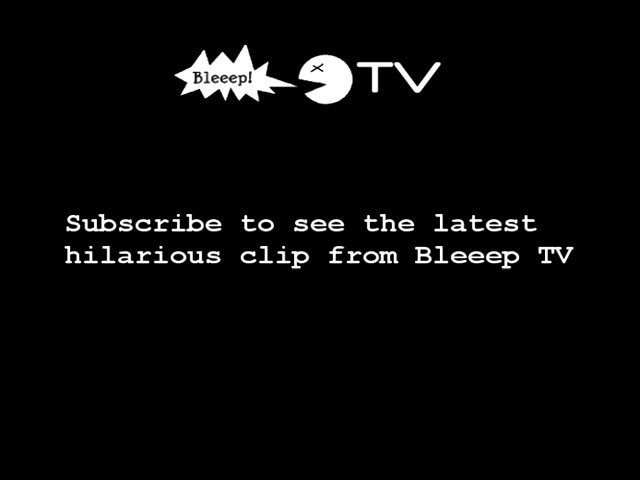 Bleeep! TV
Subscribe to see the latest
hilarious clip from Bleeep TV